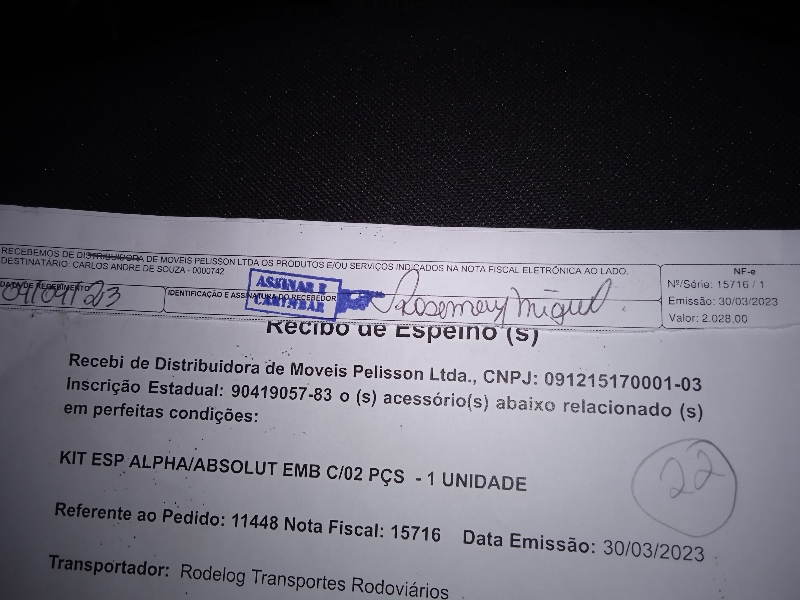 RECEBEMOS DE DISTRIBUIDORA DE MOVEIS PELISSON LTDA OS PRODUTOS E/OU SERVIÇOS INDICADOS NA NOTA FISCAL ELETRÔNICA AO LADO.
DESTINATÁRIO: CARLOS ANDRE DE SOUZA - 0000742
NF-e
Nº/Série: 15716 / 1
Emissão: 30/03/2023
Valor: 2.028.00
DATA DE RECEBIMENTO
IDENTIFICAÇÃO E ASSINATURA DO RECEBEDOR
ASSINAR E
CARIMBAR
Rosemery Miguel
Recibo de Espelho (s)
Recebi de Distribuidora de Moveis Pelisson Ltda., CNPJ: 091215170001-03
Inscrição Estadual: 90419057-83 o (s) acessório(s) abaixo relacionado (s)
em perfeitas condições:
KIT ESP ALPHA/ABSOLUT EMB C/02 PÇS - 1 UNIDADE
22
Referente ao Pedido: 11448 Nota Fiscal: 15716 Data Emissão: 30/03/2023
Transportador: Rodelog Transportes Rodoviários